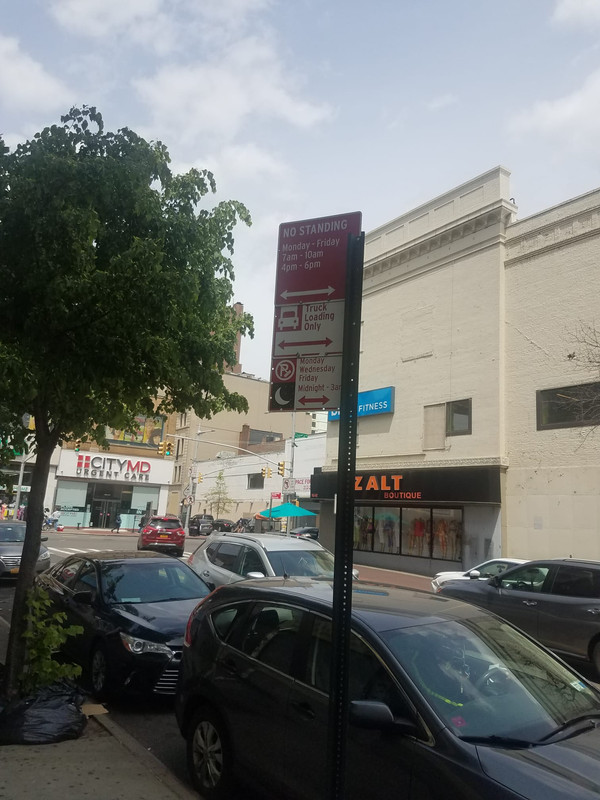 NO STANDING
Monday - Friday
7am - 10am
4pm - 6pm
Truck
Loading
Only
Monday
Wednesday
Friday
Midnight - 3am
FITNESS
CITYMD
URGENT CARE
ZALT
BOUTIQUE